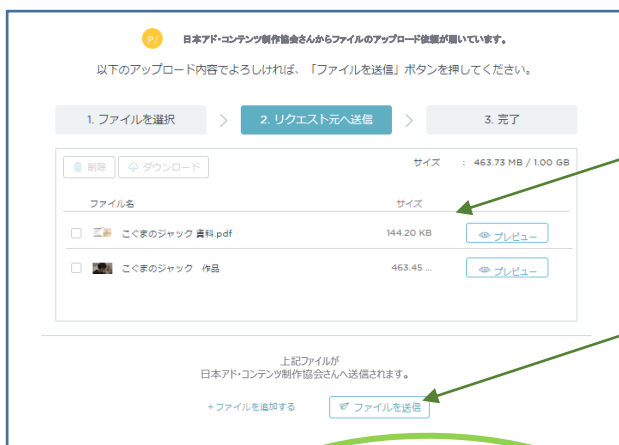 P/ 日本アド・コンテンツ制作協会さんからファイルのアップロード依頼が届いています。
以下のアップロード内容でよろしければ、「ファイルを送信」ボタンを押してください。
1. ファイルを選択 > 2. リクエスト元へ送信 > 3. 完了
削除 ダウンロード サイズ : 463.73 MB / 1.00 GB
ファイル名 サイズ
こぐまのジャック 資料.pdf 144.20 KB プレビュー
こぐまのジャック 作品 463.45 ... プレビュー
上記ファイルが
日本アド・コンテンツ制作協会さんへ送信されます。
+ファイルを追加する ファイルを送信